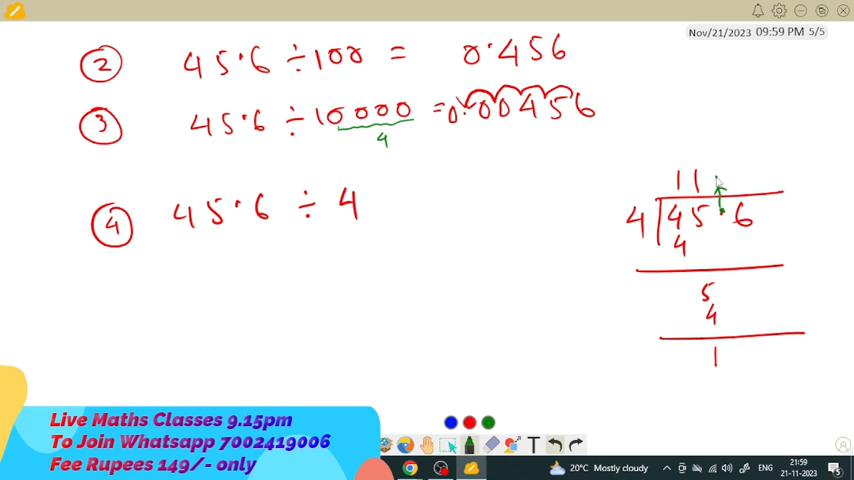 Nov/21/2023 09:59 PM 5/5
② 45.6 ÷ 100 = 0.456
③ 45.6 ÷ 10000 = 0.00456
4
④ 45.6 ÷ 4
11
4 45.6
4
5
4
1
Live Maths Classes 9.15pm
To Join Whatsapp 7002419006
Fee Rupees 149/- only
T
20°C Mostly cloudy
ENG
21:59
21-11-2023
5